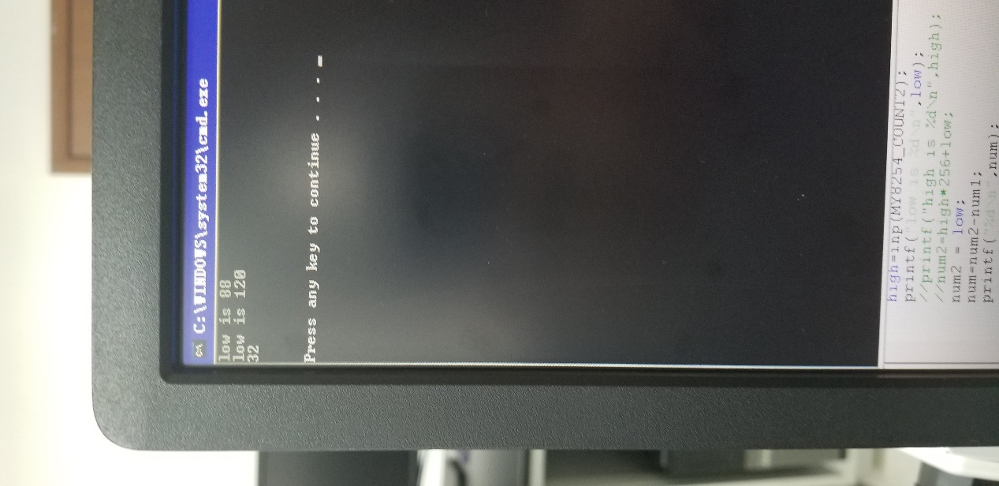 C:\WINDOWS\system32\cmd.exe
low is 88
low is 120
32
Press any key to continue . . . .
high=inp(MY8254_COUNT2);
printf("low is %d\n",low);
//printf("high is %d\n",high);
//num2=high*256+low;
num2 = low;
num=num2-num1;
printf("%d\n",num);